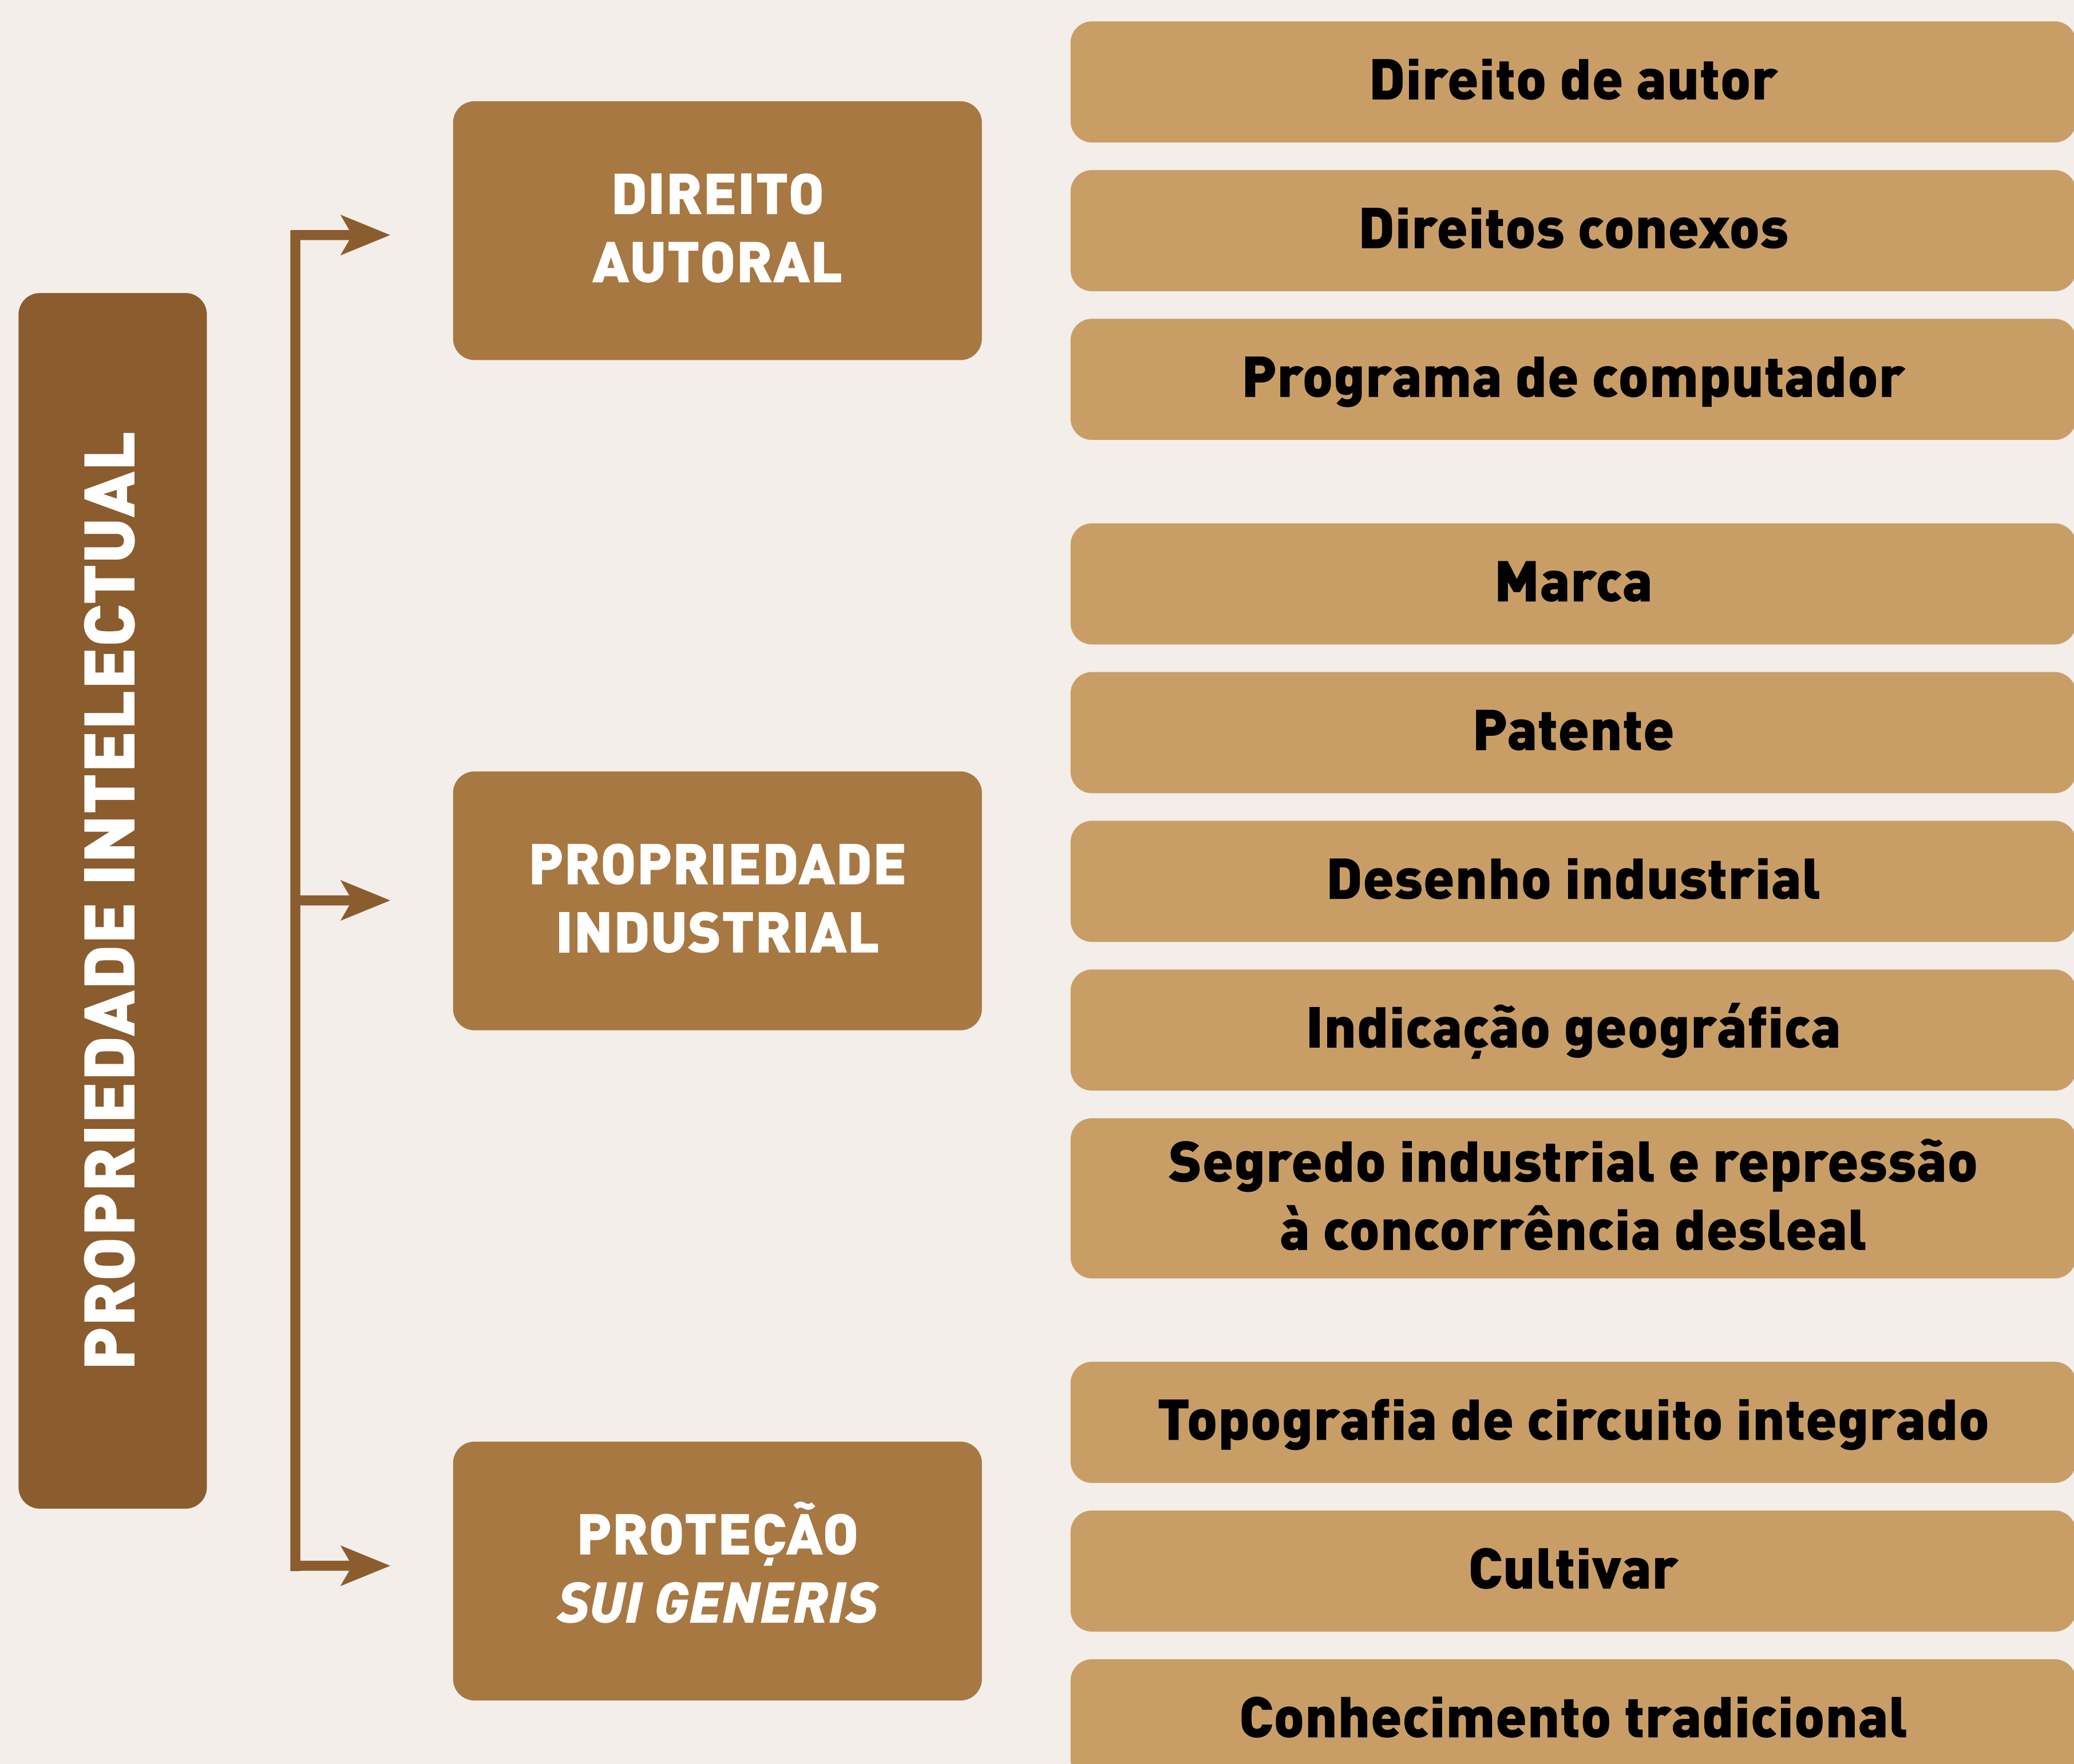 PROPRIEDADE INTELECTUAL
DIREITO
AUTORAL
Direito de autor
Direitos conexos
Programa de computador
PROPRIEDADE
INDUSTRIAL
Marca
Patente
Desenho industrial
Indicação geográfica
Segredo industrial e repressão
à concorrência desleal
PROTEÇÃO
SUI GENERIS
Topografia de circuito integrado
Cultivar
Conhecimento tradicional